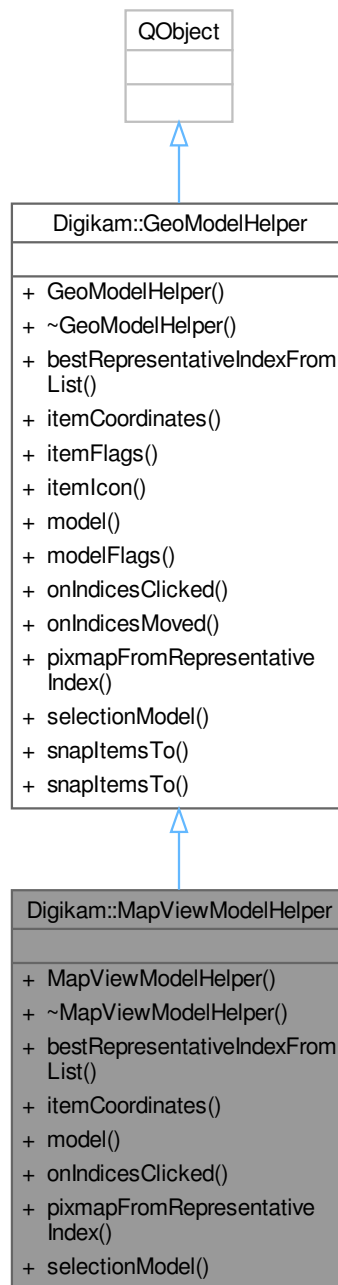 QObject
Digikam::GeoModelHelper
+ GeoModelHelper()
+ ~GeoModelHelper()
+ bestRepresentativeIndexFrom
List()
+ itemCoordinates()
+ itemFlags()
+ itemIcon()
+ model()
+ modelFlags()
+ onIndicesClicked()
+ onIndicesMoved()
+ pixmapFromRepresentative
Index()
+ selectionModel()
+ snapItemsTo()
+ snapItemsTo()
Digikam::MapViewModelHelper
+ MapViewModelHelper()
+ ~MapViewModelHelper()
+ bestRepresentativeIndexFrom
List()
+ itemCoordinates()
+ model()
+ onIndicesClicked()
+ pixmapFromRepresentative
Index()
+ selectionModel()